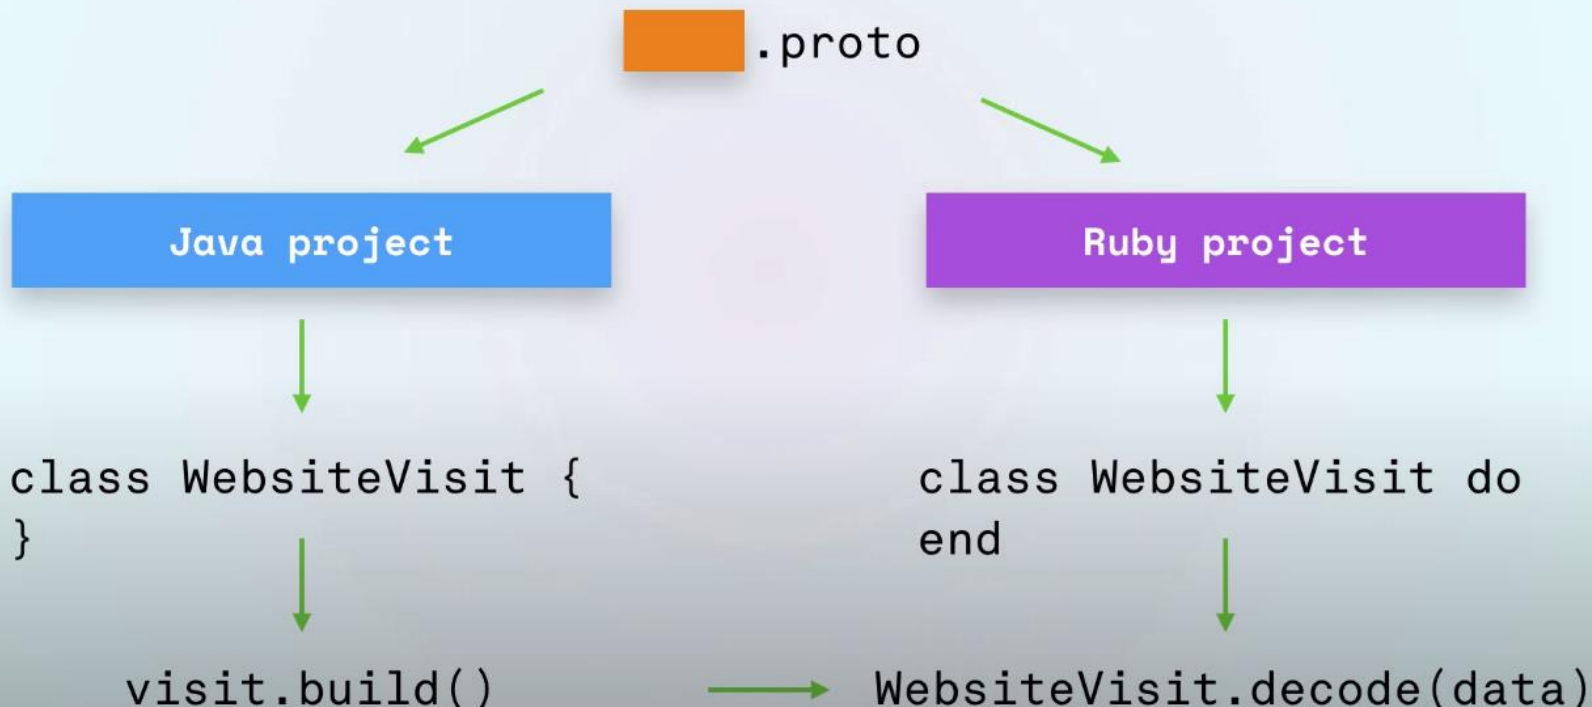 .proto
Java project
Ruby project
class WebsiteVisit {
}
class WebsiteVisit do
end
visit.build()
WebsiteVisit.decode(data)